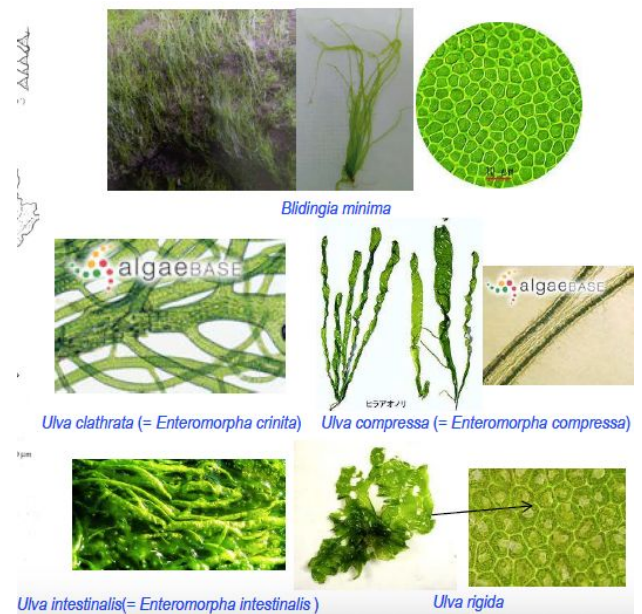 Blidingia minima
algaeBASE
algaeBASE
ヒラアオノリ
Ulva clathrata (= Enteromorpha crinita)
Ulva compressa (= Enteromorpha compressa)
Ulva intestinalis(= Enteromorpha intestinalis )
Ulva rigida